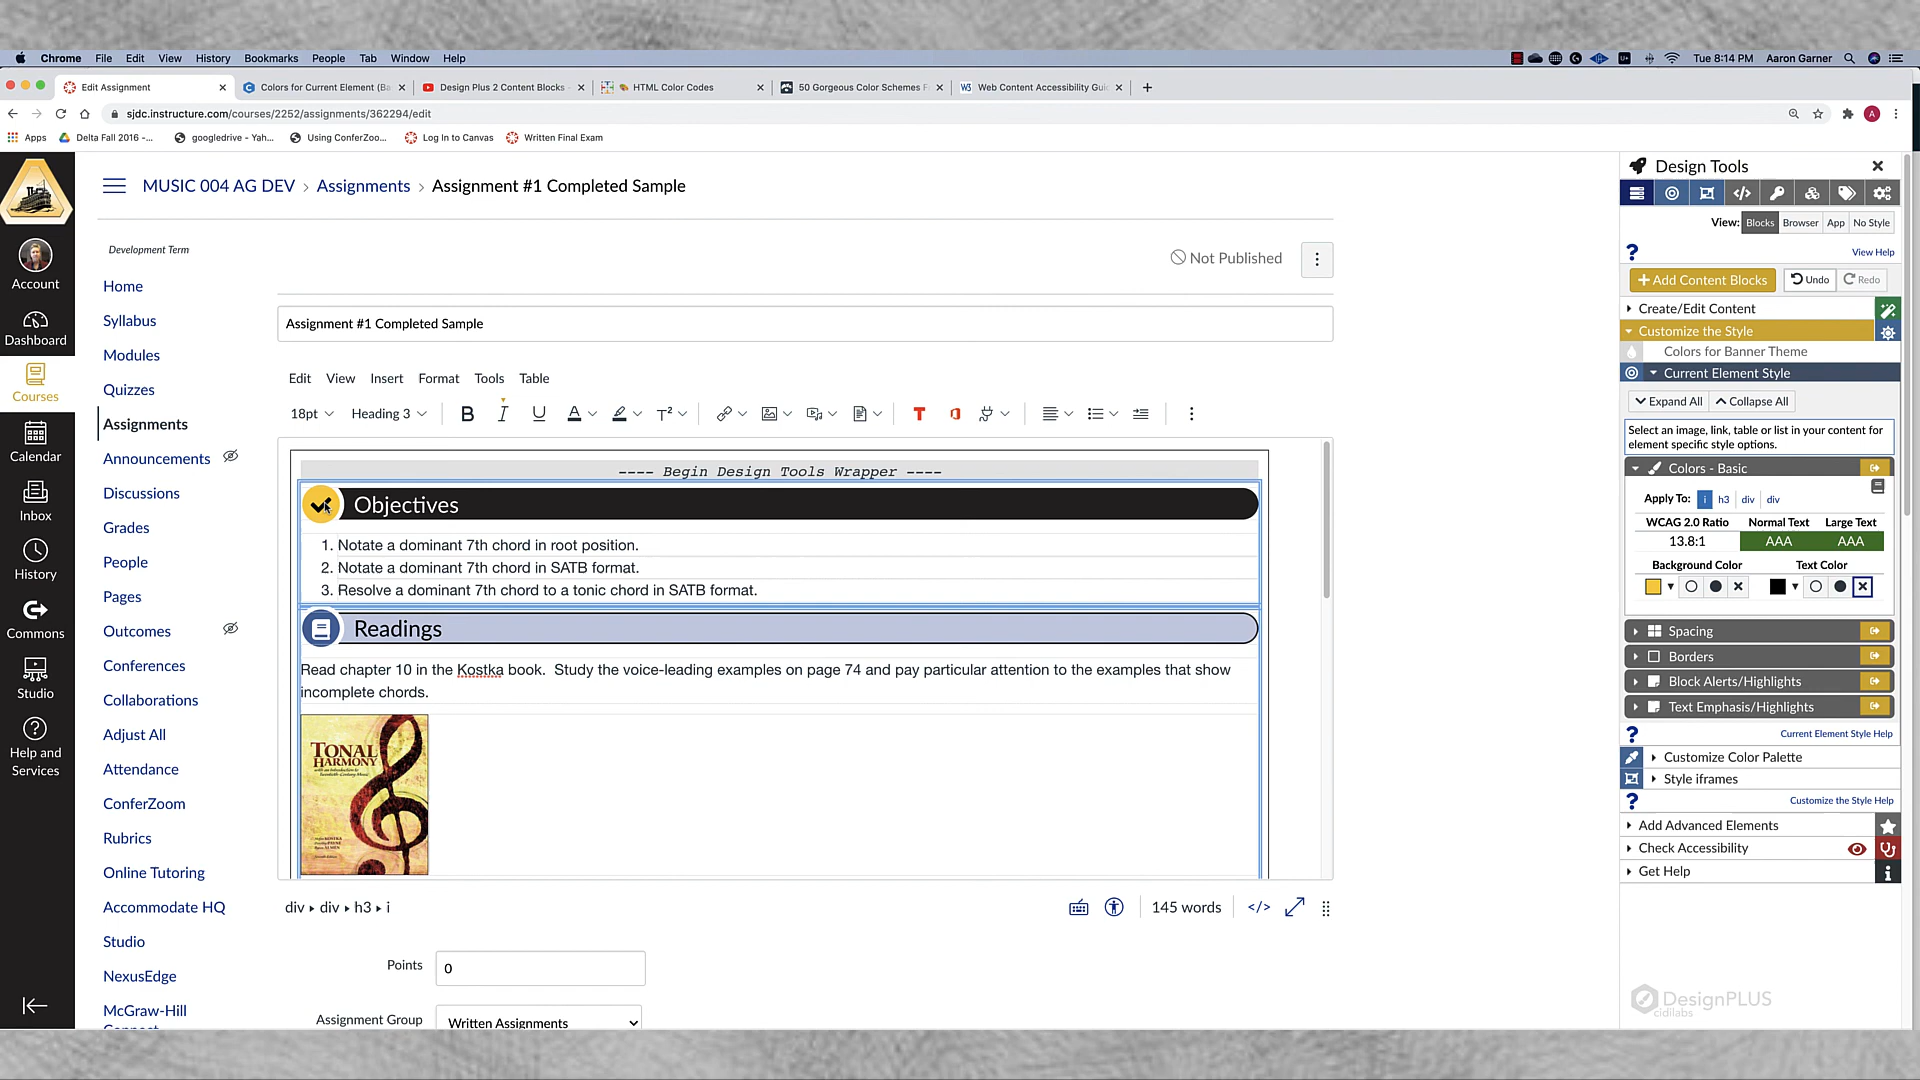 Chrome File Edit View History Bookmarks People Tab Window Help
Tue 8:14 PM Aaron Garner
Edit Assignment
Colors for Current Element (Ba
Design Plus 2 Content Blocks -
HTML Color Codes
50 Gorgeous Color Schemes F
W3 Web Content Accessibility Gui
sjdc.instructure.com/courses/2252/assignments/362294/edit
A
Apps
Delta Fall 2016 -...
googledrive - Yah...
Using ConferZoo...
Log In to Canvas
Written Final Exam
Account
Dashboard
Courses
Calendar
Inbox
History
Commons
Studio
Help and
Services
MUSIC 004 AG DEV › Assignments › Assignment #1 Completed Sample
Development Term
Home
Syllabus
Modules
Quizzes
Assignments
Announcements
Discussions
Grades
People
Pages
Outcomes
Conferences
Collaborations
Adjust All
Attendance
ConferZoom
Rubrics
Online Tutoring
Accommodate HQ
Studio
NexusEdge
McGraw-Hill
Not Published
Assignment #1 Completed Sample
Edit View Insert Format Tools Table
18pt Heading 3 B I U A T² T
---- Begin Design Tools Wrapper ----
Objectives
1. Notate a dominant 7th chord in root position.
2. Notate a dominant 7th chord in SATB format.
3. Resolve a dominant 7th chord to a tonic chord in SATB format.
Readings
Read chapter 10 in the Kostka book. Study the voice-leading examples on page 74 and pay particular attention to the examples that show
incomplete chords.
TONAL
HARMONY
div ▸ div ▸ h3 ▸ i
145 words </>
Points 0
Assignment Group Written Assignments
Design Tools
View: Blocks Browser App No Style
? View Help
+ Add Content Blocks Undo Redo
Create/Edit Content
Customize the Style
Colors for Banner Theme
Current Element Style
Expand All Collapse All
Select an image, link, table or list in your content for
element specific style options.
Colors - Basic
Apply To: i h3 div div
WCAG 2.0 Ratio Normal Text Large Text
13.8:1 AAA AAA
Background Color Text Color
Spacing
Borders
Block Alerts/Highlights
Text Emphasis/Highlights
? Current Element Style Help
Customize Color Palette
Style iframes
? Customize the Style Help
Add Advanced Elements
Check Accessibility
Get Help
DesignPLUS
cidilabs